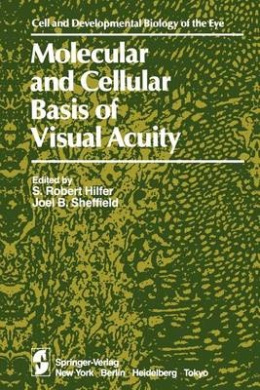 Cell and Developmental Biology of the Eye
Molecular
and Cellular
Basis of
Visual Acuity
Edited by
S. Robert Hilfer
Joel B. Sheffield
Springer-Verlag
New York Berlin Heidelberg Tokyo